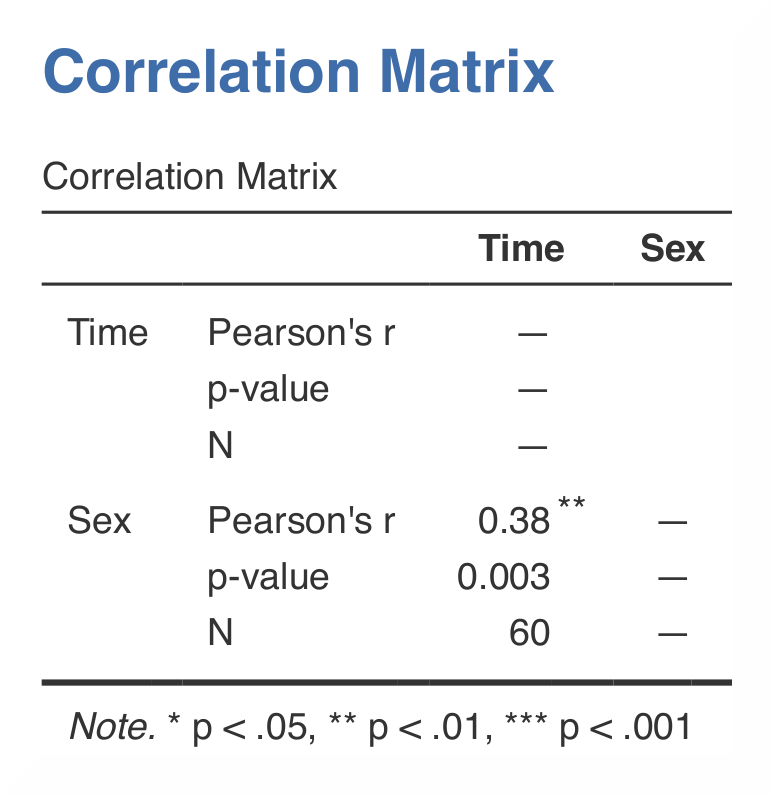 Correlation Matrix
Correlation Matrix
Time Sex
Time Pearson's r —
p-value —
N —
Sex Pearson's r 0.38 ** —
p-value 0.003 —
N 60 —
Note. * p < .05, ** p < .01, *** p < .001